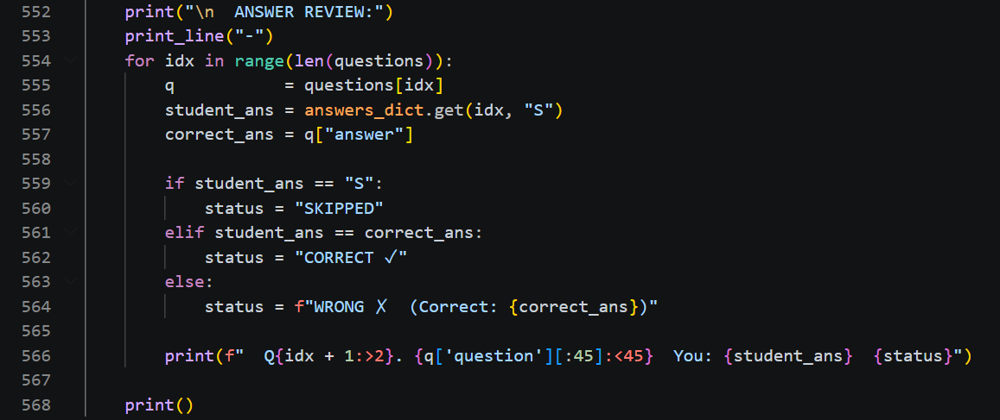 552 print("\n  ANSWER REVIEW:")
553 print_line("-")
554 for idx in range(len(questions)):
555     q           = questions[idx]
556     student_ans = answers_dict.get(idx, "S")
557     correct_ans = q["answer"]
558
559     if student_ans == "S":
560         status = "SKIPPED"
561     elif student_ans == correct_ans:
562         status = "CORRECT ✓"
563     else:
564         status = f"WRONG ✗  (Correct: {correct_ans})"
565
566     print(f"  Q{idx + 1:>2}. {q['question'][:45]:<45}  You: {student_ans}  {status}")
567
568 print()